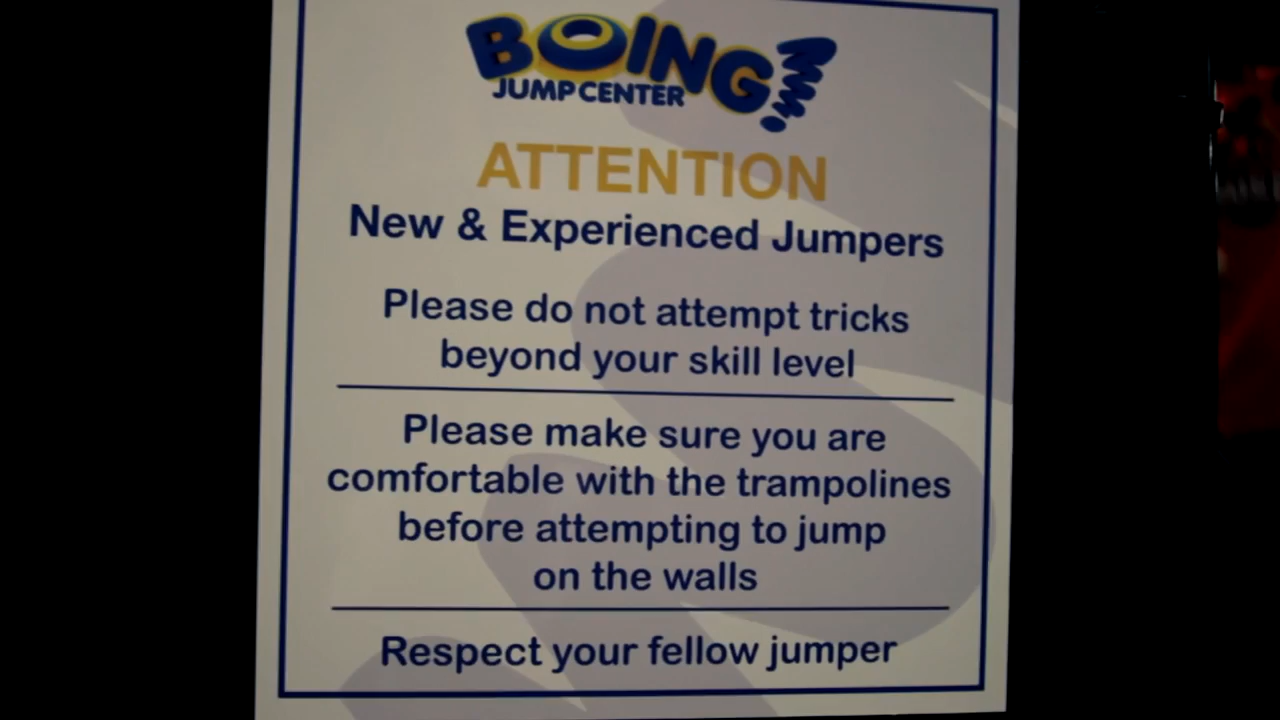 BOING!
JUMP CENTER
ATTENTION
New & Experienced Jumpers
Please do not attempt tricks
beyond your skill level
Please make sure you are
comfortable with the trampolines
before attempting to jump
on the walls
Respect your fellow jumper